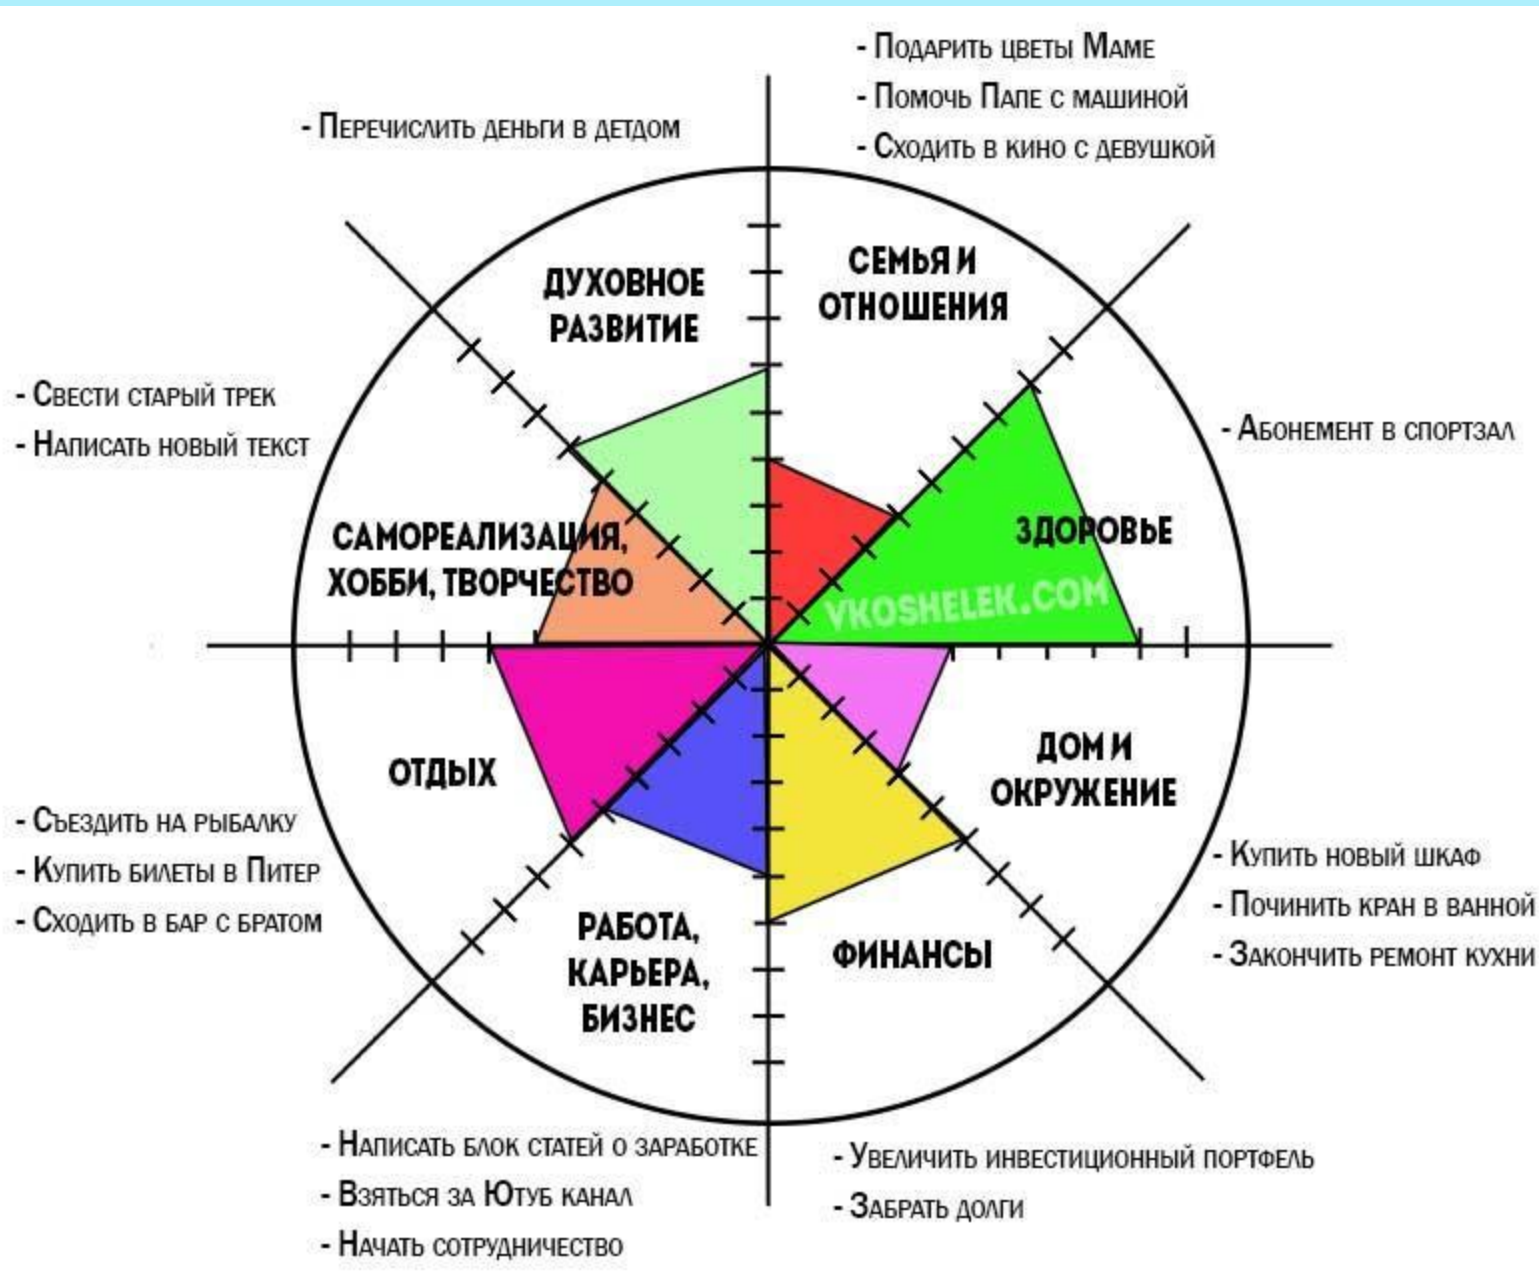 - Подарить цветы Маме
- Помочь Папе с машиной
- Сходить в кино с девушкой
- Перечислить деньги в детдом
СЕМЬЯ И
ОТНОШЕНИЯ
ДУХОВНОЕ
РАЗВИТИЕ
- Свести старый трек
- Написать новый текст
- Абонемент в спортзал
САМОРЕАЛИЗАЦИЯ,
ХОББИ, ТВОРЧЕСТВО
ЗДОРОВЬЕ
VKOSHELEK.COM
ОТДЫХ
ДОМ И
ОКРУЖЕНИЕ
- Съездить на рыбалку
- Купить билеты в Питер
- Сходить в бар с братом
- Купить новый шкаф
- Починить кран в ванной
- Закончить ремонт кухни
РАБОТА,
КАРЬЕРА,
БИЗНЕС
ФИНАНСЫ
- Написать блок статей о заработке
- Взяться за Ютуб канал
- Начать сотрудничество
- Увеличить инвестиционный портфель
- Забрать долги